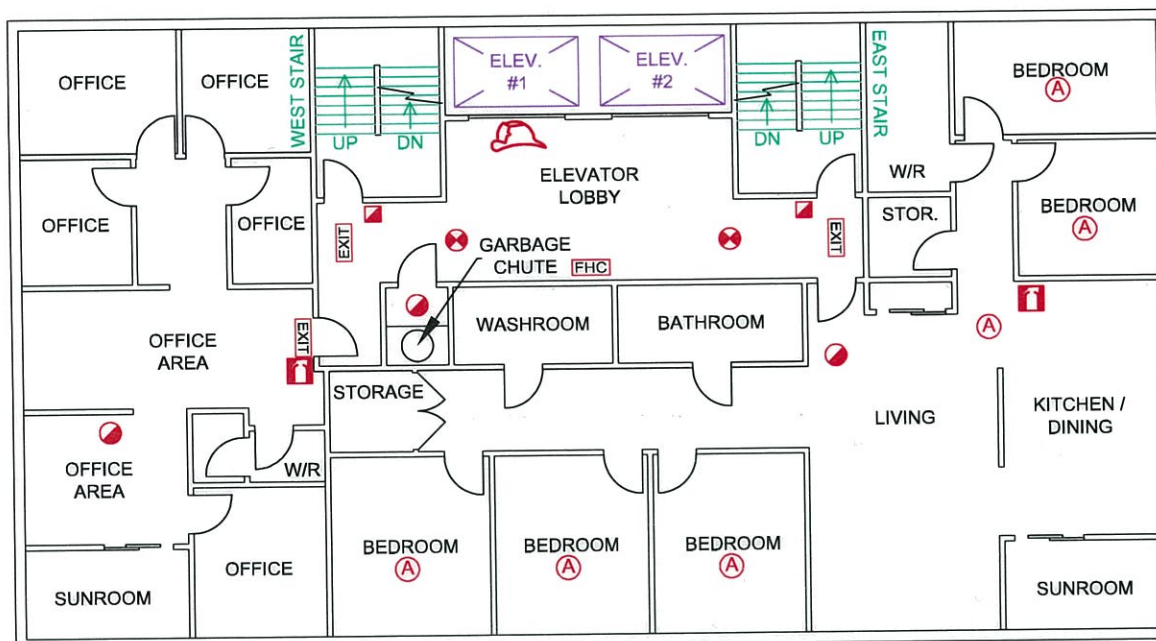 OFFICE
OFFICE
WEST STAIR
ELEV.
#1
ELEV.
#2
EAST STAIR
BEDROOM
A
UP
DN
DN
UP
ELEVATOR
LOBBY
W/R
OFFICE
OFFICE
STOR.
BEDROOM
A
EXIT
EXIT
GARBAGE
CHUTE
FHC
OFFICE
AREA
EXIT
WASHROOM
BATHROOM
A
STORAGE
LIVING
KITCHEN /
DINING
OFFICE
AREA
W/R
BEDROOM
A
BEDROOM
A
BEDROOM
A
OFFICE
SUNROOM
SUNROOM